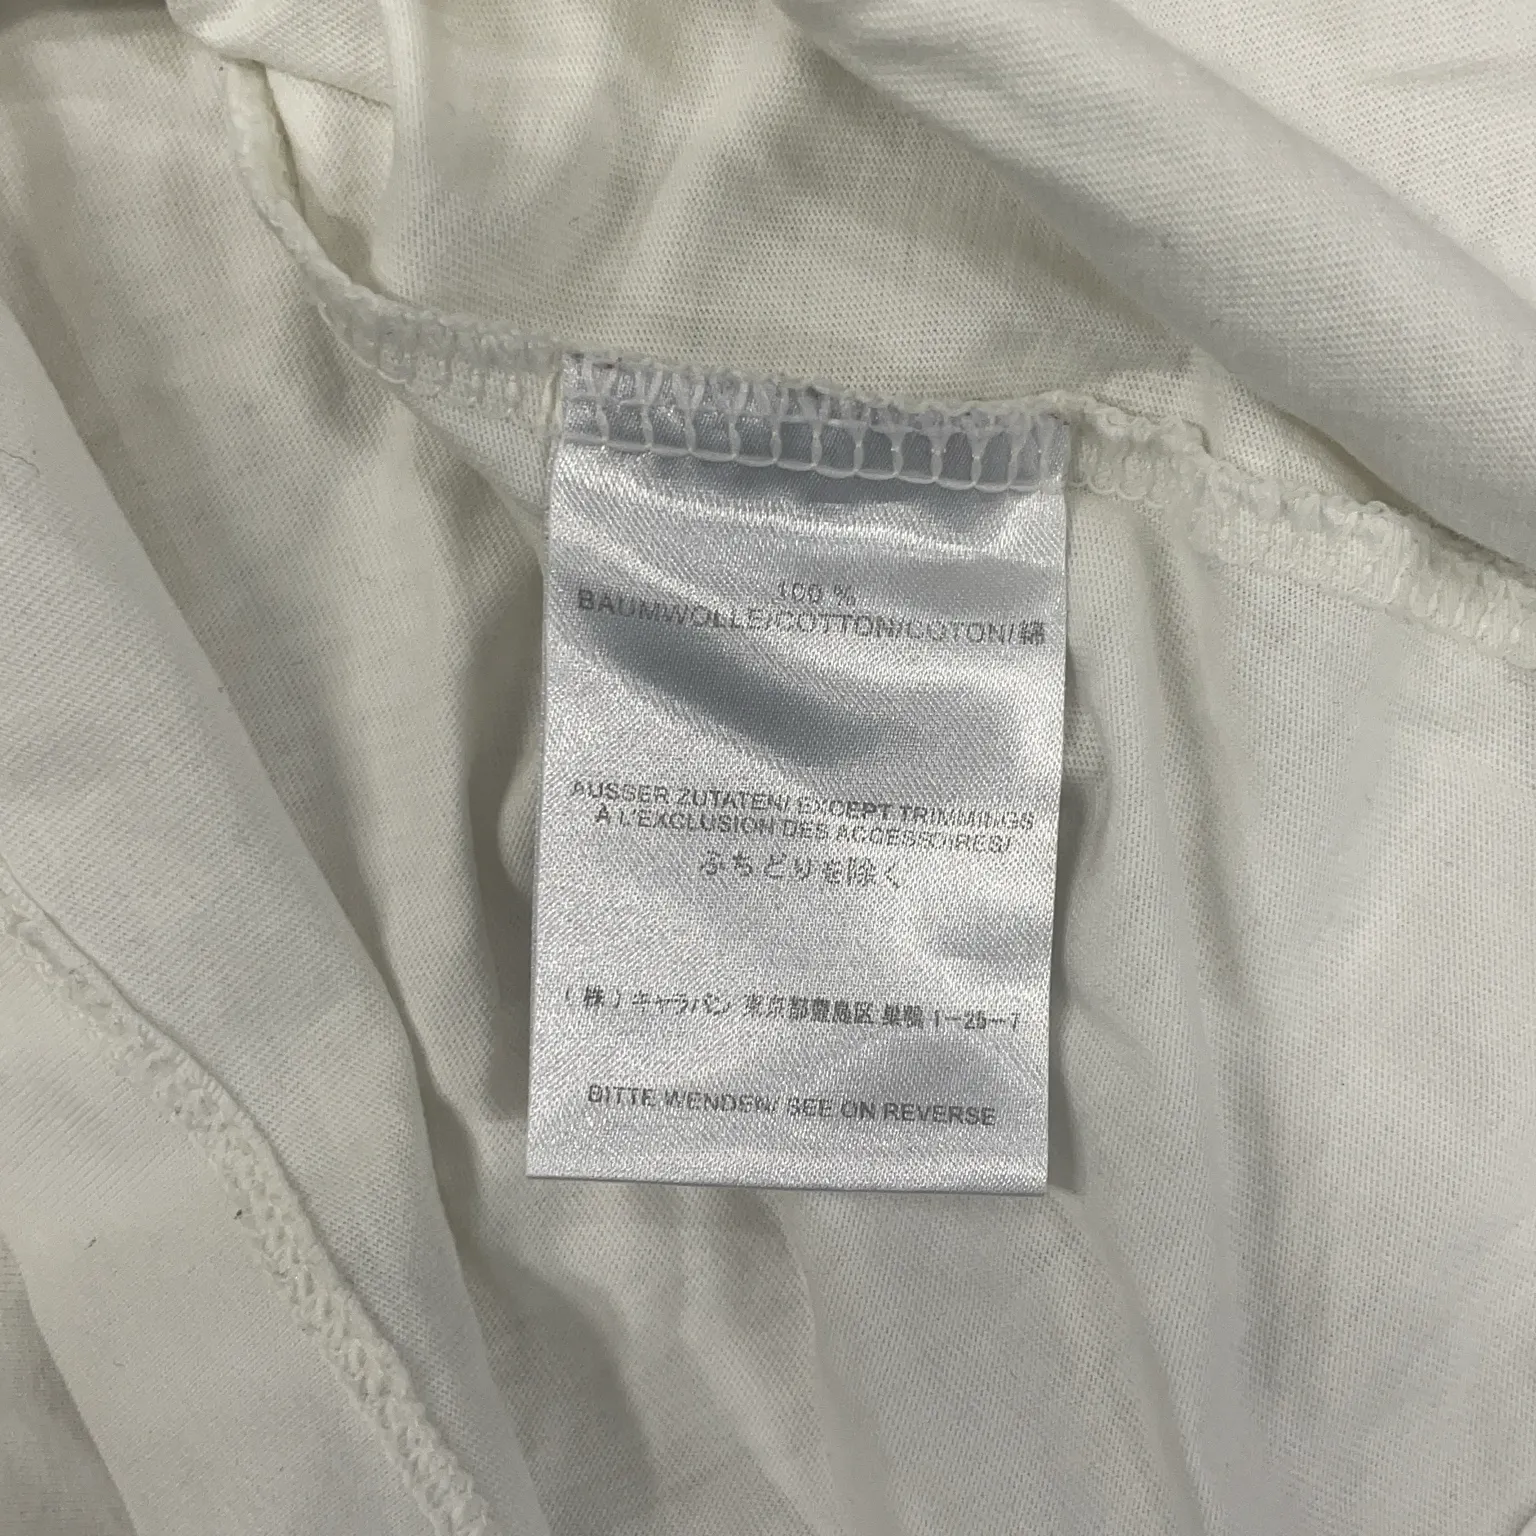 100 %
BAUMWOLLE/COTTON/COTON/綿
AUSSER ZUTATEN/ EXCEPT TRIMMINGS
À L'EXCLUSION DES ACCESSOIRES/
ふちどりを除く
(株) キャラバン 東京都豊島区 巣鴨 1-25-7
BITTE WENDEN/ SEE ON REVERSE